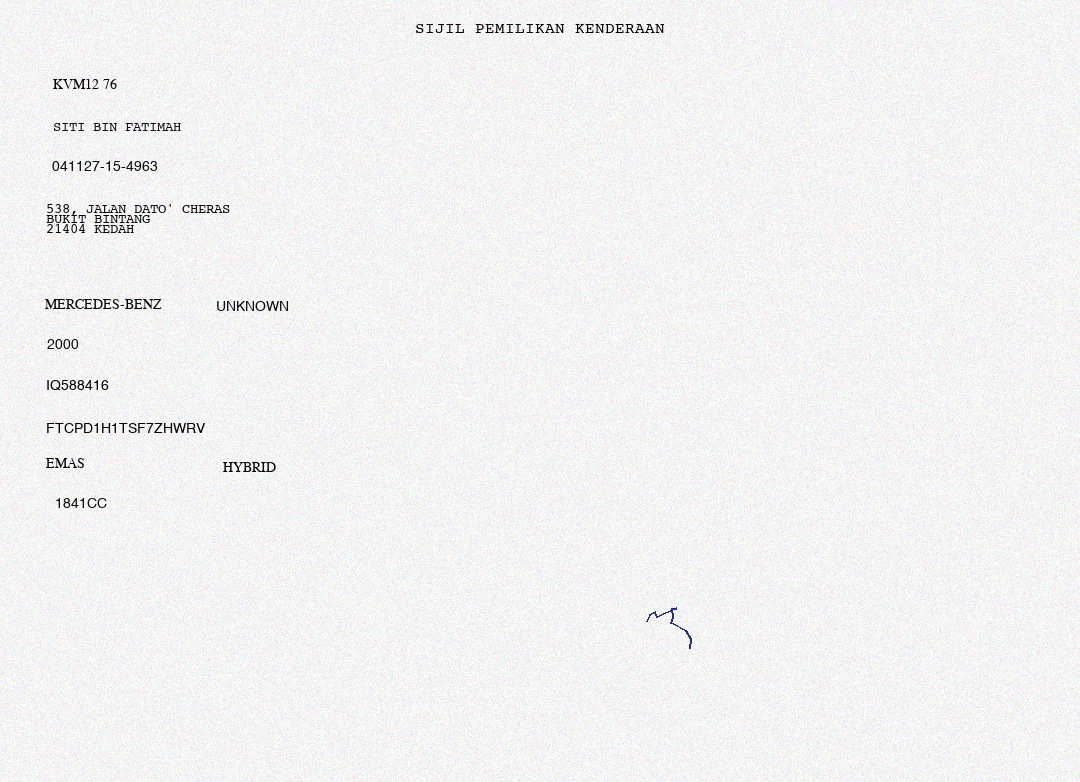 SIJIL PEMILIKAN KENDERAAN
KVM12 76
SITI BIN FATIMAH
041127-15-4963
538, JALAN DATO' CHERAS
BUKIT BINTANG
21404 KEDAH
MERCEDES-BENZ UNKNOWN
2000
IQ588416
FTCPD1H1TSF7ZHWRV
EMAS HYBRID
1841CC